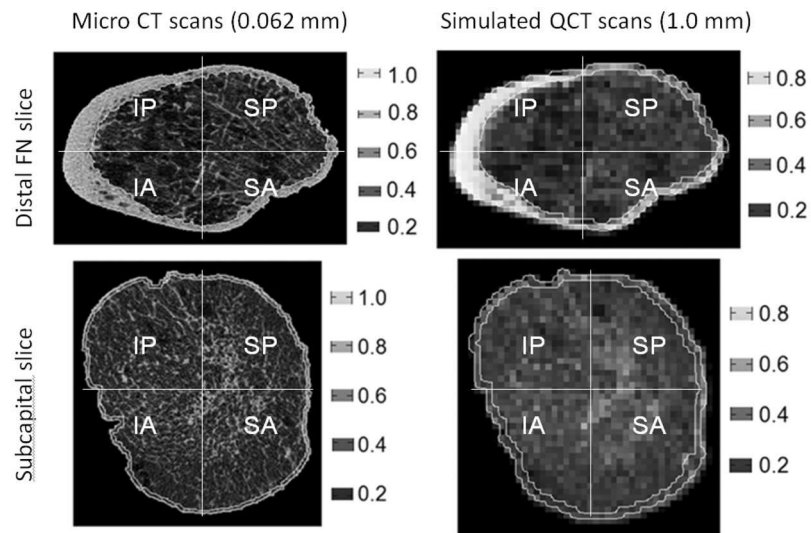 Micro CT scans (0.062 mm)
Simulated QCT scans (1.0 mm)
Distal FN slice
IP SP
IA SA
1.0
0.8
0.6
0.4
0.2
IP SP
IA SA
0.8
0.6
0.4
0.2
Subcapital slice
IP SP
IA SA
1.0
0.8
0.6
0.4
0.2
IP SP
IA SA
0.8
0.6
0.4
0.2